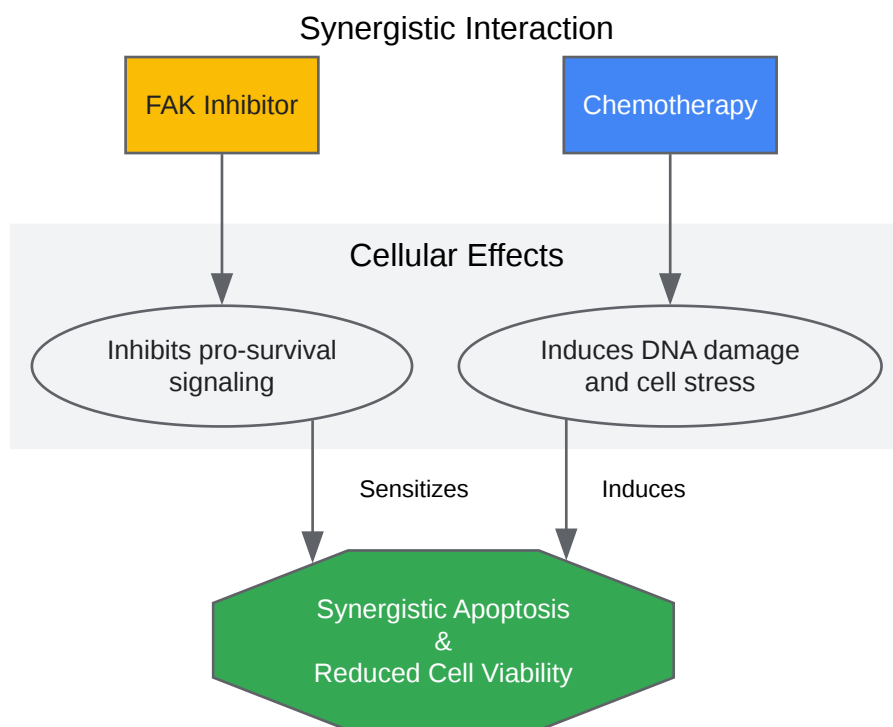 Synergistic Interaction
FAK Inhibitor
Chemotherapy
Cellular Effects
Inhibits pro-survival
signaling
Induces DNA damage
and cell stress
Sensitizes
Induces
Synergistic Apoptosis
&
Reduced Cell Viability